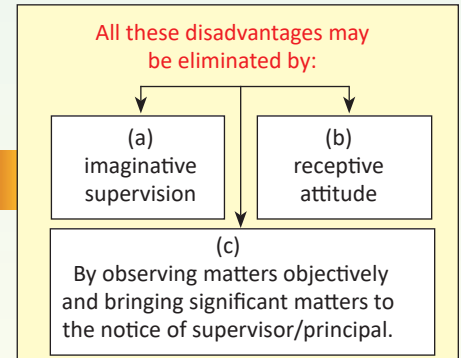 All these disadvantages may
be eliminated by:
(a)
imaginative
supervision
(b)
receptive
attitude
(c)
By observing matters objectively
and bringing significant matters to
the notice of supervisor/principal.